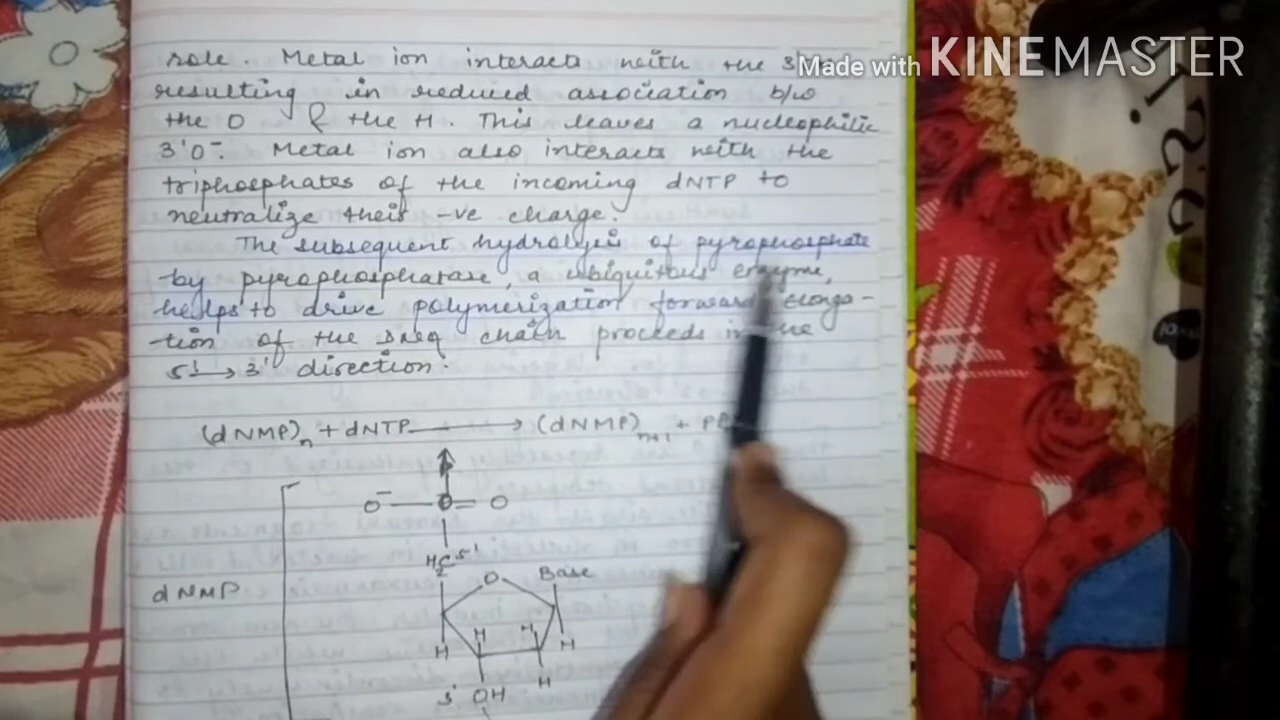 Made with KINEMASTER
role. Metal ion interacts with the 3'
resulting in reduced association b/w
the O & the H. This leaves a nucleophilic
3'O⁻. Metal ion also interacts with the
triphosphates of the incoming dNTP to
neutralize their -ve charge.
The subsequent hydrolysis of pyrophosphate
by pyrophosphatase, a ubiquitous enzyme,
helps to drive polymerization forward. Elonga-
tion of the chain proceeds in the
5' → 3' direction.
(dNMP)n + dNTP → (dNMP)n+1 + PP
O⁻ — = O
H2C 5'
O Base
dNMP
H H H H
H
3' OH